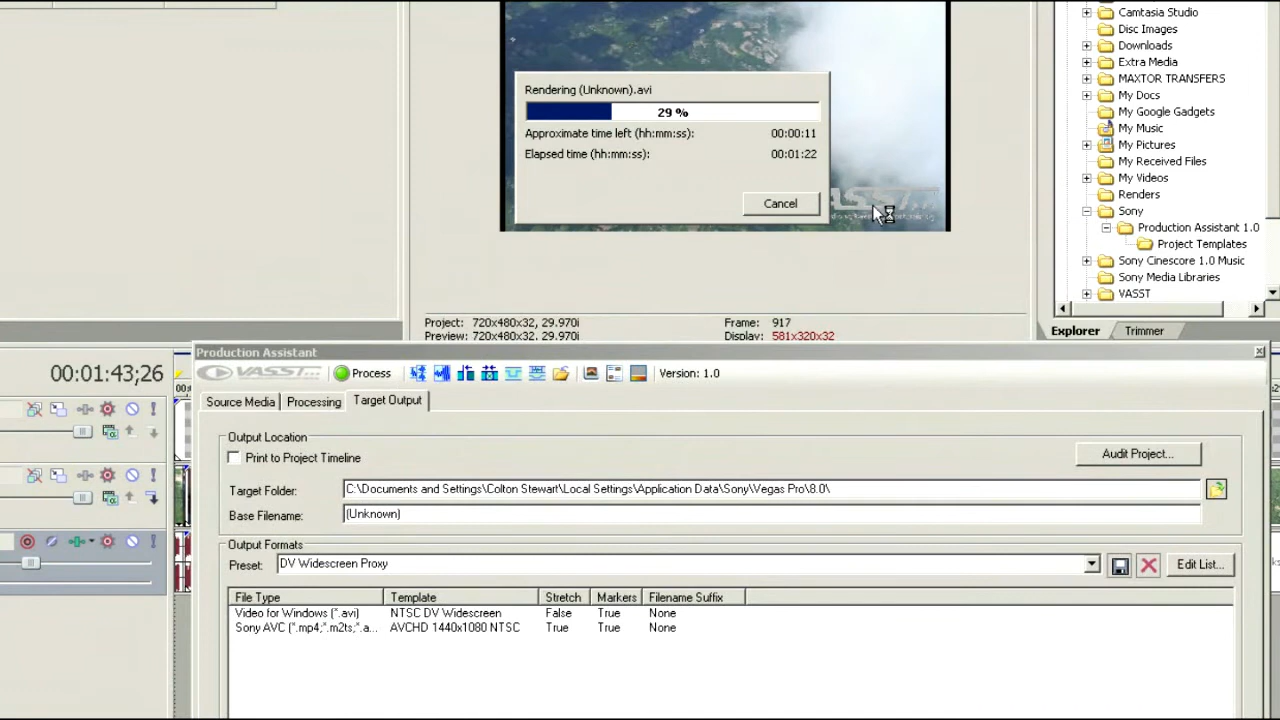 Camtasia Studio
Disc Images
Downloads
Extra Media
MAXTOR TRANSFERS
My Docs
My Google Gadgets
My Music
My Pictures
My Received Files
My Videos
Renders
Sony
Production Assistant 1.0
Project Templates
Sony Cinescore 1.0 Music
Sony Media Libraries
VASST
Explorer Trimmer
Rendering (Unknown).avi
29 %
Approximate time left (hh:mm:ss): 00:00:11
Elapsed time (hh:mm:ss): 00:01:22
Cancel
VASST...
Project: 720x480x32, 29.970i Frame: 917
Preview: 720x480x32, 29.970i Display: 581x320x32
00:01:43;26
Production Assistant
VASST... Process Version: 1.0
Source Media Processing Target Output
Output Location
Print to Project Timeline Audit Project...
Target Folder: C:\Documents and Settings\Colton Stewart\Local Settings\Application Data\Sony\Vegas Pro\8.0\
Base Filename: (Unknown)
Output Formats
Preset: DV Widescreen Proxy Edit List...
File Type Template Stretch Markers Filename Suffix
Video for Windows (*.avi) NTSC DV Widescreen False True None
Sony AVC (*.mp4;*.m2ts;*.a... AVCHD 1440x1080 NTSC True True None